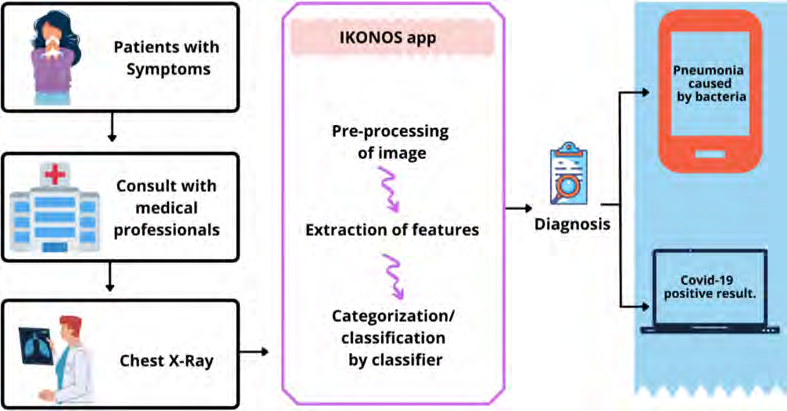 Patients with
Symptoms
Consult with
medical
professionals
Chest X-Ray
IKONOS app
Pre-processing
of image
Extraction of features
Categorization/
classification
by classifier
Diagnosis
Pneumonia
caused
by bacteria
Covid-19
positive result.